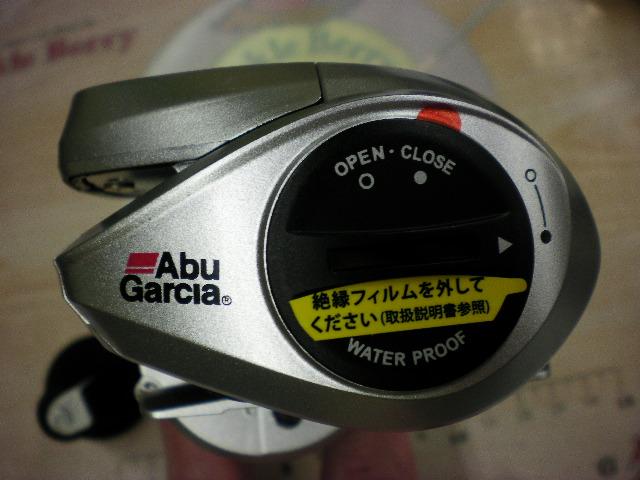 OPEN・CLOSE
Abu
Garcia®
絶縁フィルムを外して
ください(取扱説明書参照)
WATER PROOF